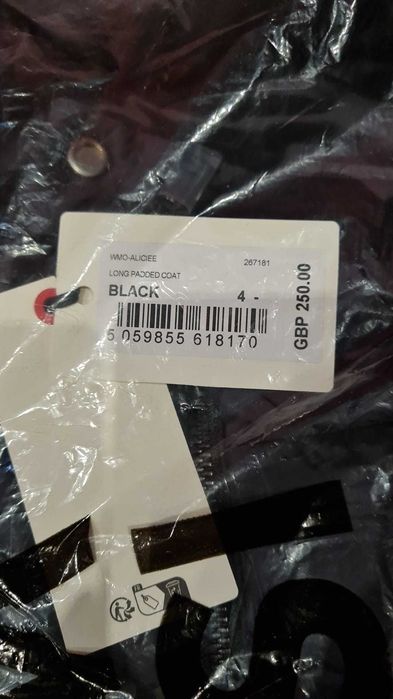 WMO-ALICIEE 267181
LONG PADDED COAT
BLACK 4 -
5 059855 618170
GBP 250.00